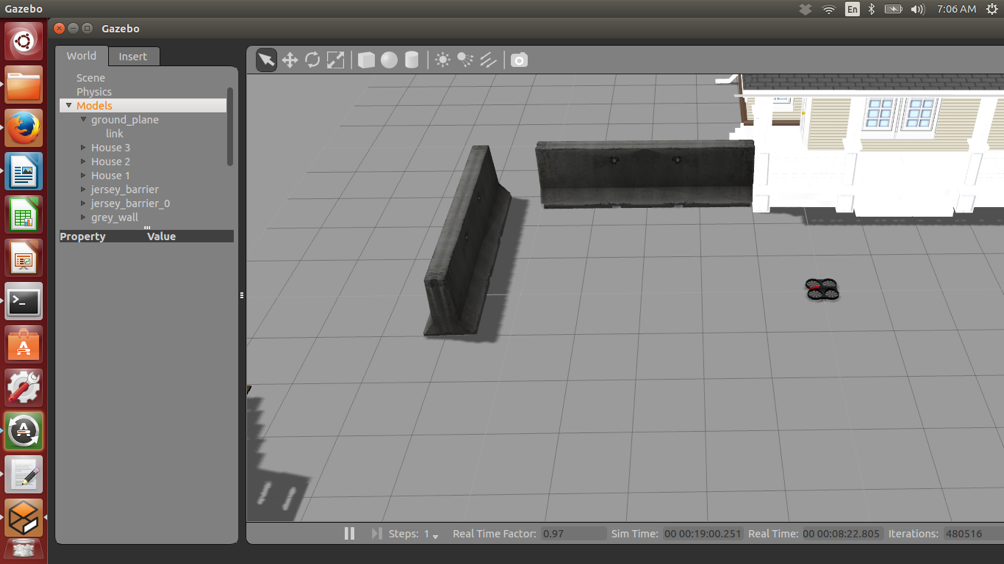 Gazebo
En
7:06 AM
Gazebo
World
Insert
Scene
Physics
Models
ground_plane
link
House 3
House 2
House 1
jersey_barrier
jersey_barrier_0
grey_wall
Property Value
Steps: 1 Real Time Factor: 0.97 Sim Time: 00 00:19:00.251 Real Time: 00 00:08:22.805 Iterations: 480516